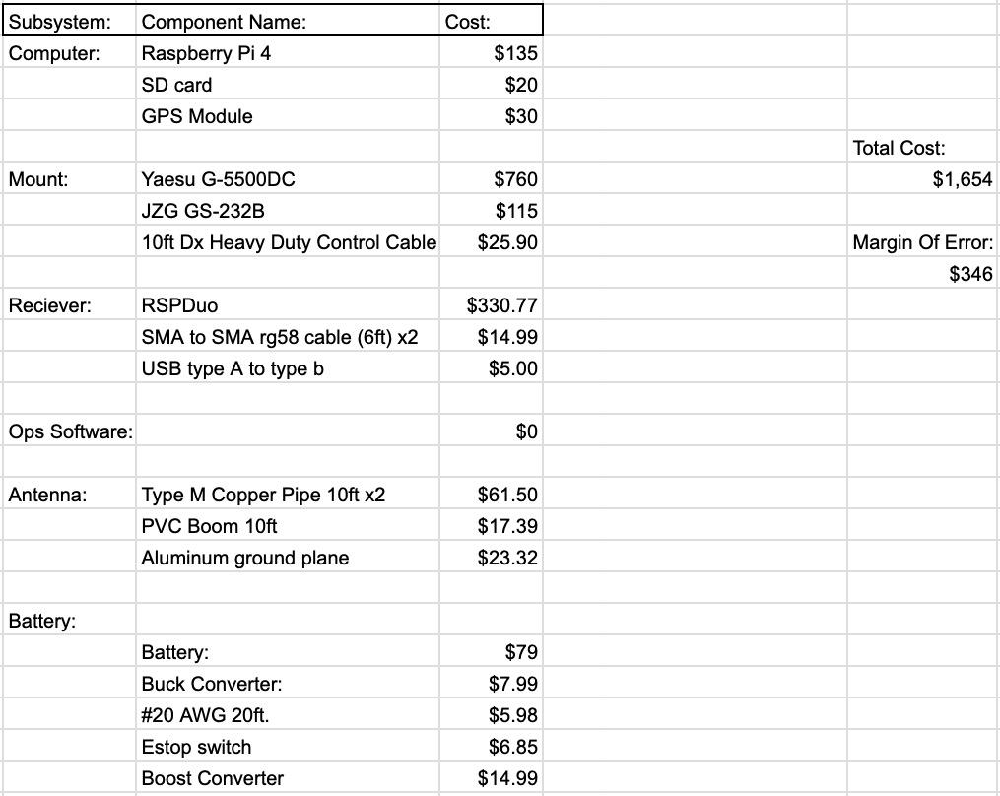 Subsystem: Component Name: Cost:
Computer: Raspberry Pi 4 $135
SD card $20
GPS Module $30
Total Cost:
Mount: Yaesu G-5500DC $760 $1,654
JZG GS-232B $115
10ft Dx Heavy Duty Control Cable $25.90 Margin Of Error:
$346
Reciever: RSPDuo $330.77
SMA to SMA rg58 cable (6ft) x2 $14.99
USB type A to type b $5.00
Ops Software: $0
Antenna: Type M Copper Pipe 10ft x2 $61.50
PVC Boom 10ft $17.39
Aluminum ground plane $23.32
Battery:
Battery: $79
Buck Converter: $7.99
#20 AWG 20ft. $5.98
Estop switch $6.85
Boost Converter $14.99